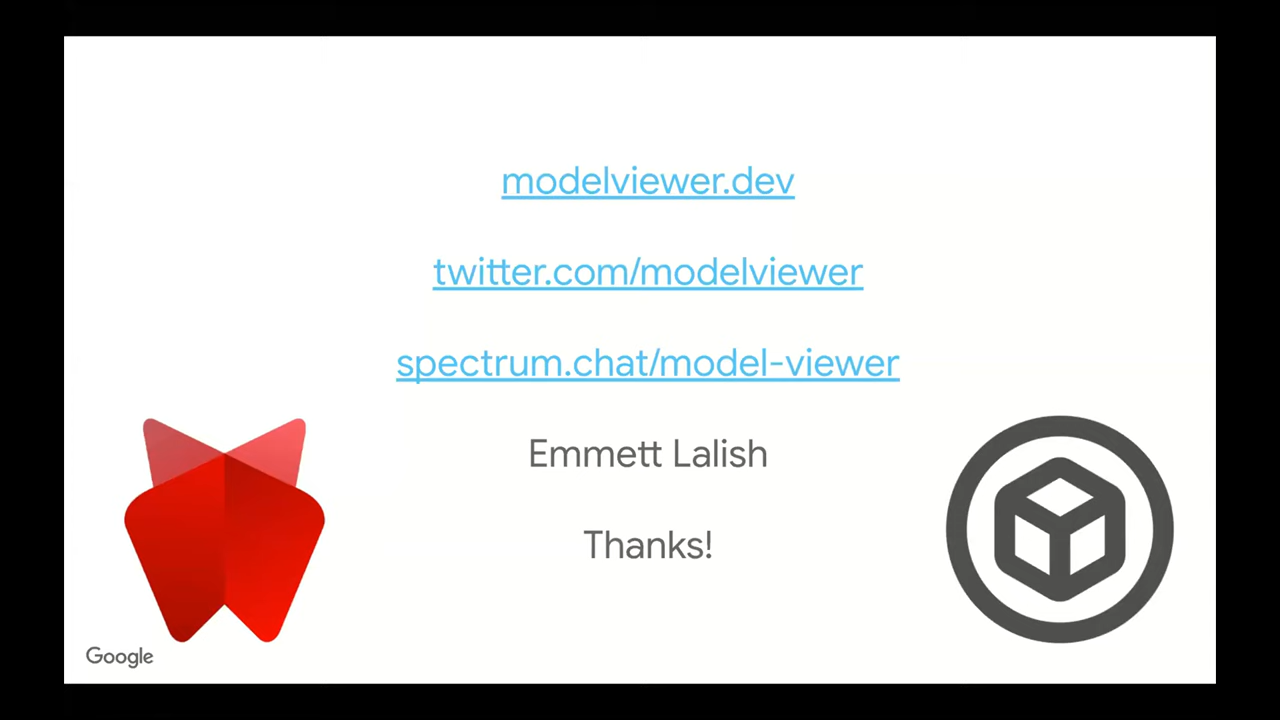 modelviewer.dev
twitter.com/modelviewer
spectrum.chat/model-viewer
Emmett Lalish
Thanks!
Google